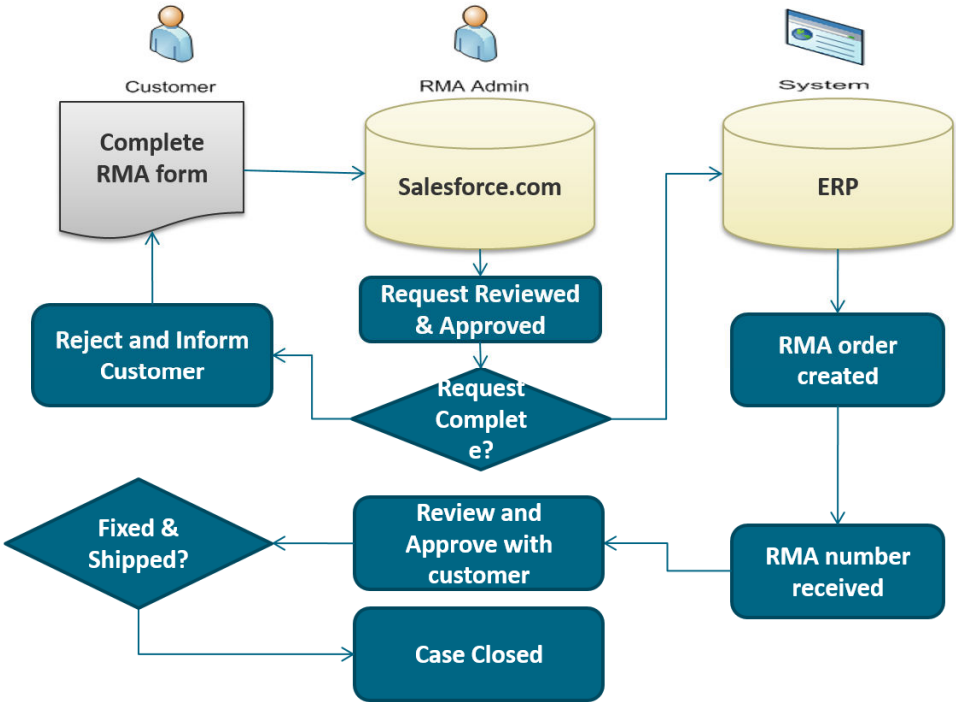 Customer
RMA Admin
System
Complete
RMA form
Salesforce.com
ERP
Request Reviewed
& Approved
Reject and Inform
Customer
RMA order
created
Request
Complet
e?
Fixed &
Shipped?
Review and
Approve with
customer
RMA number
received
Case Closed